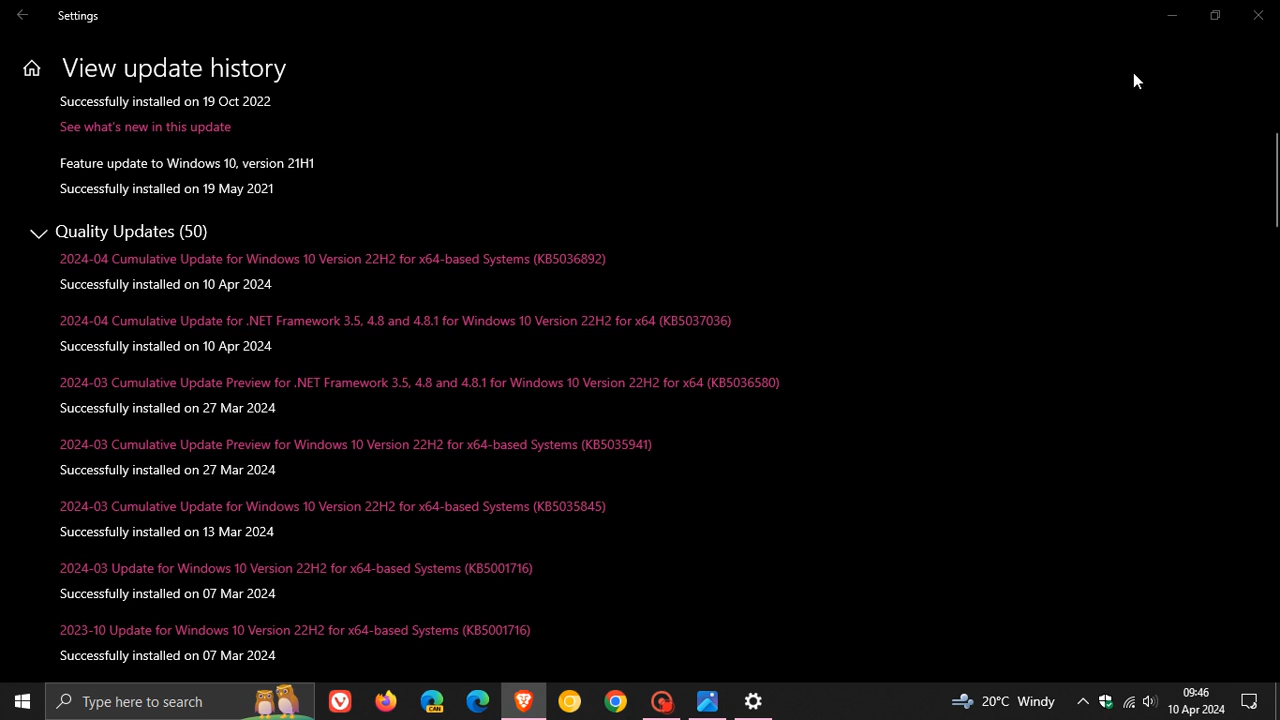 Settings
View update history
Successfully installed on 19 Oct 2022
See what's new in this update
Feature update to Windows 10, version 21H1
Successfully installed on 19 May 2021
Quality Updates (50)
2024-04 Cumulative Update for Windows 10 Version 22H2 for x64-based Systems (KB5036892)
Successfully installed on 10 Apr 2024
2024-04 Cumulative Update for .NET Framework 3.5, 4.8 and 4.8.1 for Windows 10 Version 22H2 for x64 (KB5037036)
Successfully installed on 10 Apr 2024
2024-03 Cumulative Update Preview for .NET Framework 3.5, 4.8 and 4.8.1 for Windows 10 Version 22H2 for x64 (KB5036580)
Successfully installed on 27 Mar 2024
2024-03 Cumulative Update Preview for Windows 10 Version 22H2 for x64-based Systems (KB5035941)
Successfully installed on 27 Mar 2024
2024-03 Cumulative Update for Windows 10 Version 22H2 for x64-based Systems (KB5035845)
Successfully installed on 13 Mar 2024
2024-03 Update for Windows 10 Version 22H2 for x64-based Systems (KB5001716)
Successfully installed on 07 Mar 2024
2023-10 Update for Windows 10 Version 22H2 for x64-based Systems (KB5001716)
Successfully installed on 07 Mar 2024
Type here to search
CAN
20°C Windy
09:46
10 Apr 2024